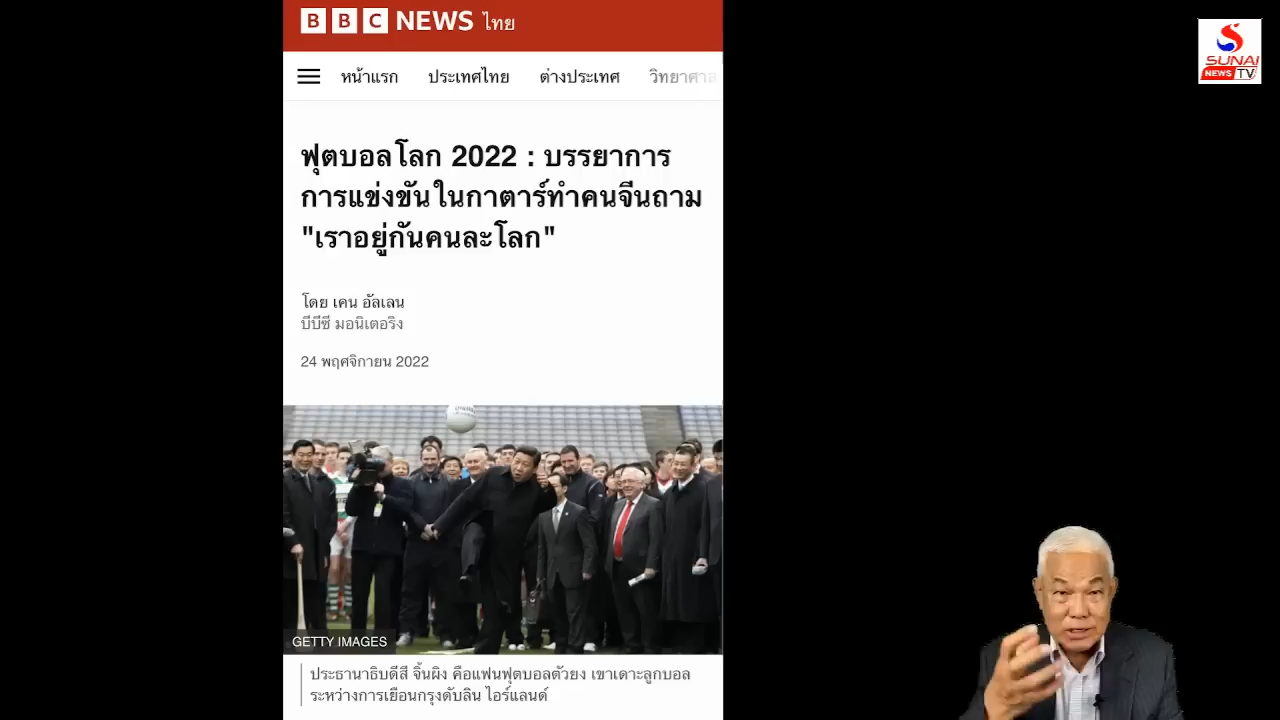 BBC NEWS ไทย
SUNAI
NEWS TV
หน้าแรก ประเทศไทย ต่างประเทศ วิทยาศาส
ฟุตบอลโลก 2022 : บรรยาการ
การแข่งขันในกาตาร์ทำคนจีนถาม
"เราอยู่กันคนละโลก"
โดย เคน อัลเลน
บีบีซี มอนิเตอริง
24 พฤศจิกายน 2022
GETTY IMAGES
ประธานาธิบดีสี จิ้นผิง คือแฟนฟุตบอลตัวยง เขาเดาะลูกบอล
ระหว่างการเยือนกรุงดับลิน ไอร์แลนด์